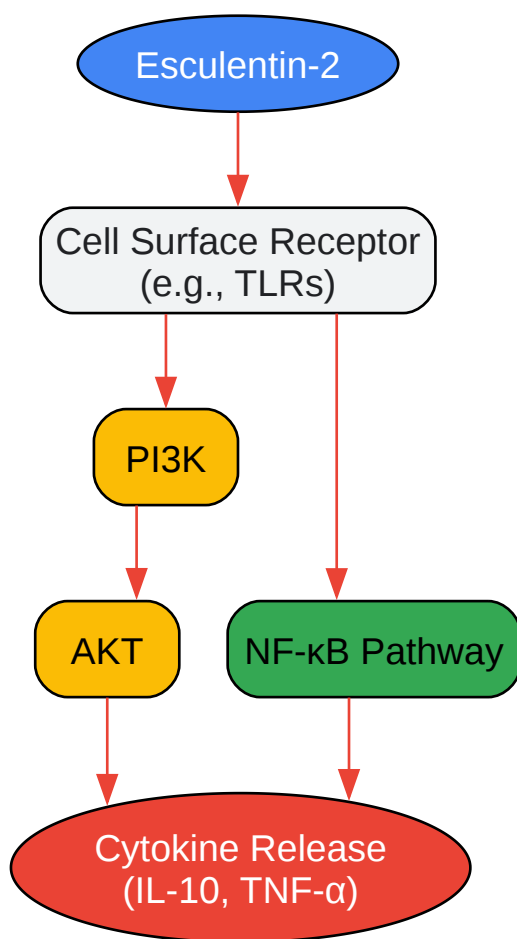 Esculentin-2
Cell Surface Receptor
(e.g., TLRs)
PI3K
AKT
NF-κB Pathway
Cytokine Release
(IL-10, TNF-α)